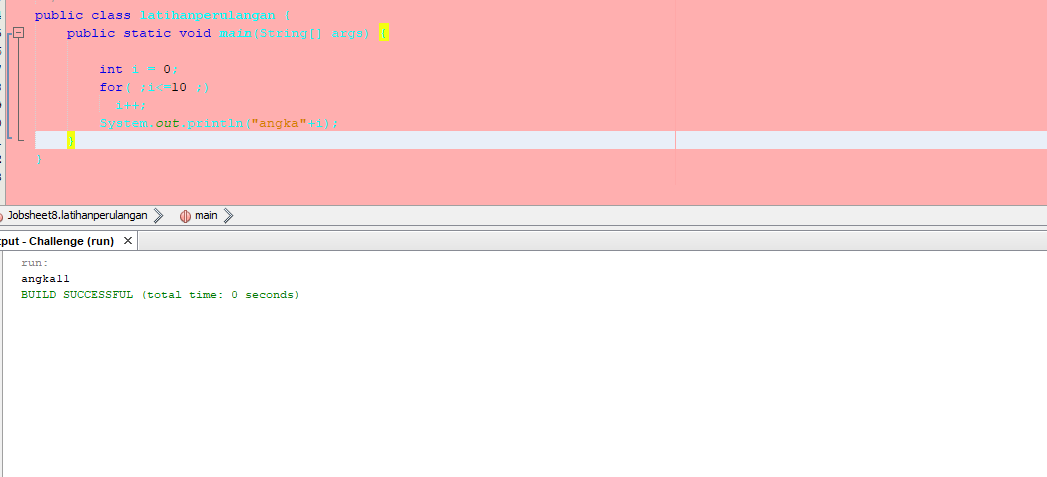 public class latihanperulangan {
public static void main(String[] args) {
int i = 0;
for( ;i<=10 ;)
i++;
System.out.println("angka"+i);
}
}
Jobsheet8.latihanperulangan
main
put - Challenge (run)
run:
angka11
BUILD SUCCESSFUL (total time: 0 seconds)